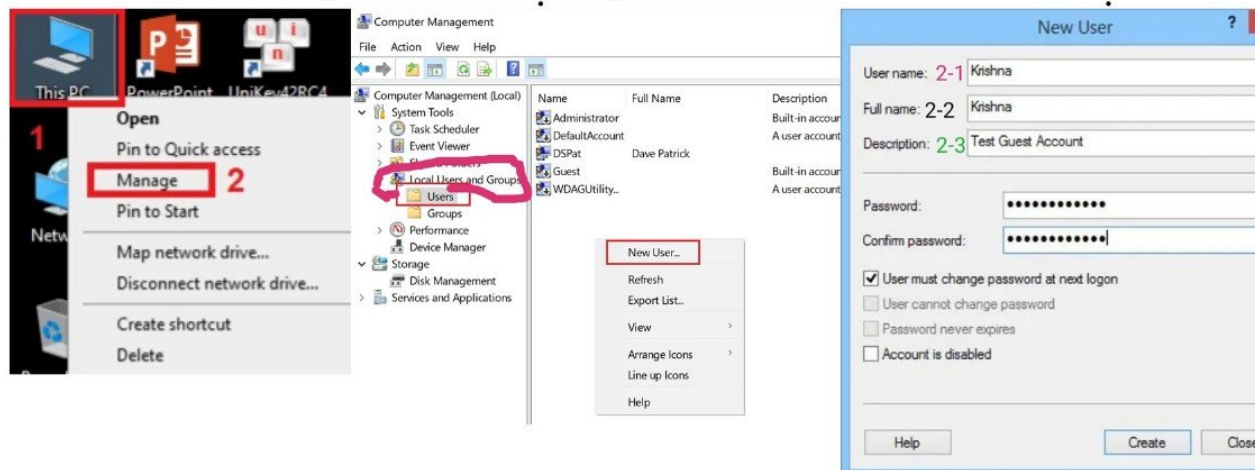 This PC
PowerPoint
UniKey42RC4
1
Open
Pin to Quick access
Manage 2
Pin to Start
Map network drive...
Disconnect network drive...
Create shortcut
Delete
Computer Management
File Action View Help
Computer Management (Local)
System Tools
Task Scheduler
Event Viewer
Local Users and Groups
Users
Groups
Performance
Device Manager
Storage
Disk Management
Services and Applications
Name Full Name Description
Administrator Built-in accoun
DefaultAccount A user account
DSPat Dave Patrick
Guest Built-in accoun
WDAGUtility... A user account
New User...
Refresh
Export List...
View
Arrange Icons
Line up Icons
Help
New User ?
User name: 2-1 Krishna
Full name: 2-2 Krishna
Description: 2-3 Test Guest Account
Password:
Confirm password:
User must change password at next logon
User cannot change password
Password never expires
Account is disabled
Help Create Close